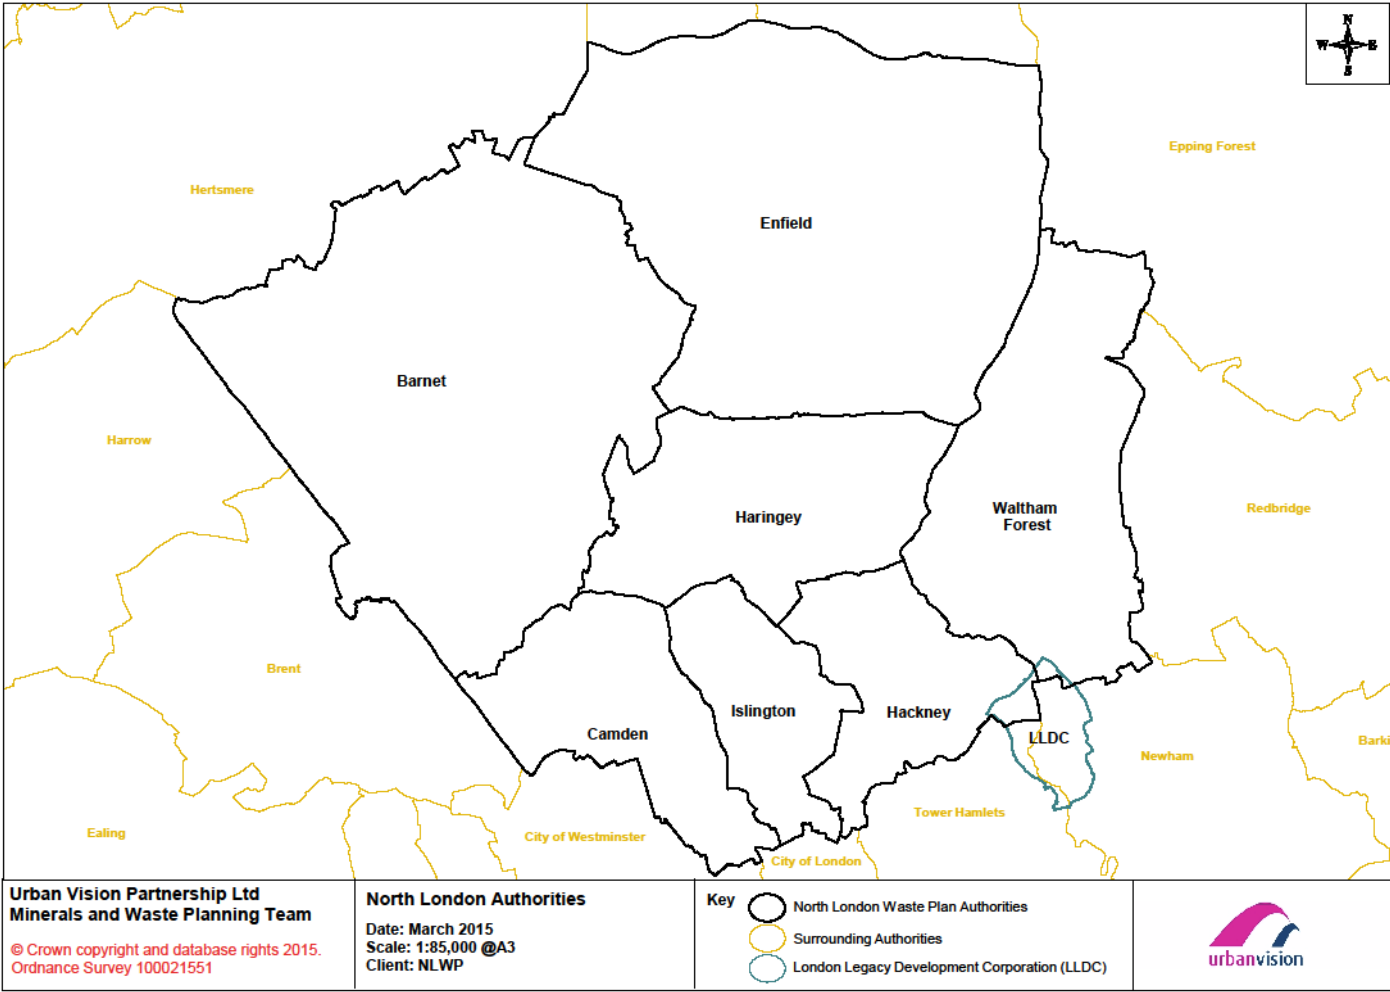 N
W E
S
Epping Forest
Hertsmere
Enfield
Barnet
Harrow
Haringey
Waltham
Forest
Redbridge
Brent
Islington
Hackney
Camden
LLDC
Newham
Barki
Tower Hamlets
Ealing
City of Westminster
City of London
Urban Vision Partnership Ltd
Minerals and Waste Planning Team
© Crown copyright and database rights 2015.
Ordnance Survey 100021551
North London Authorities
Date: March 2015
Scale: 1:85,000 @A3
Client: NLWP
Key
North London Waste Plan Authorities
Surrounding Authorities
London Legacy Development Corporation (LLDC)
urbanvision